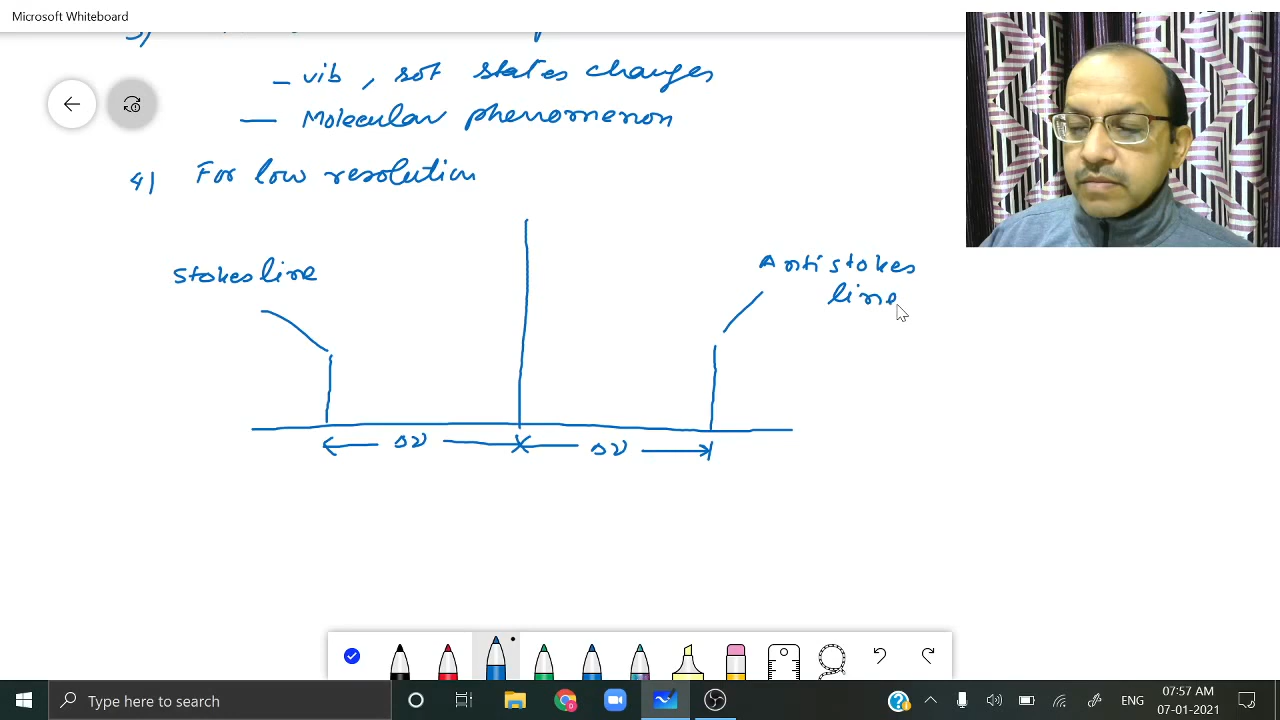 Microsoft Whiteboard
3)
– vib , rot states changes
— Molecular phenomenon
4) For low resolution
Stokes line
Antistokes
line
Δν Δν
Type here to search
ENG
07:57 AM
07-01-2021